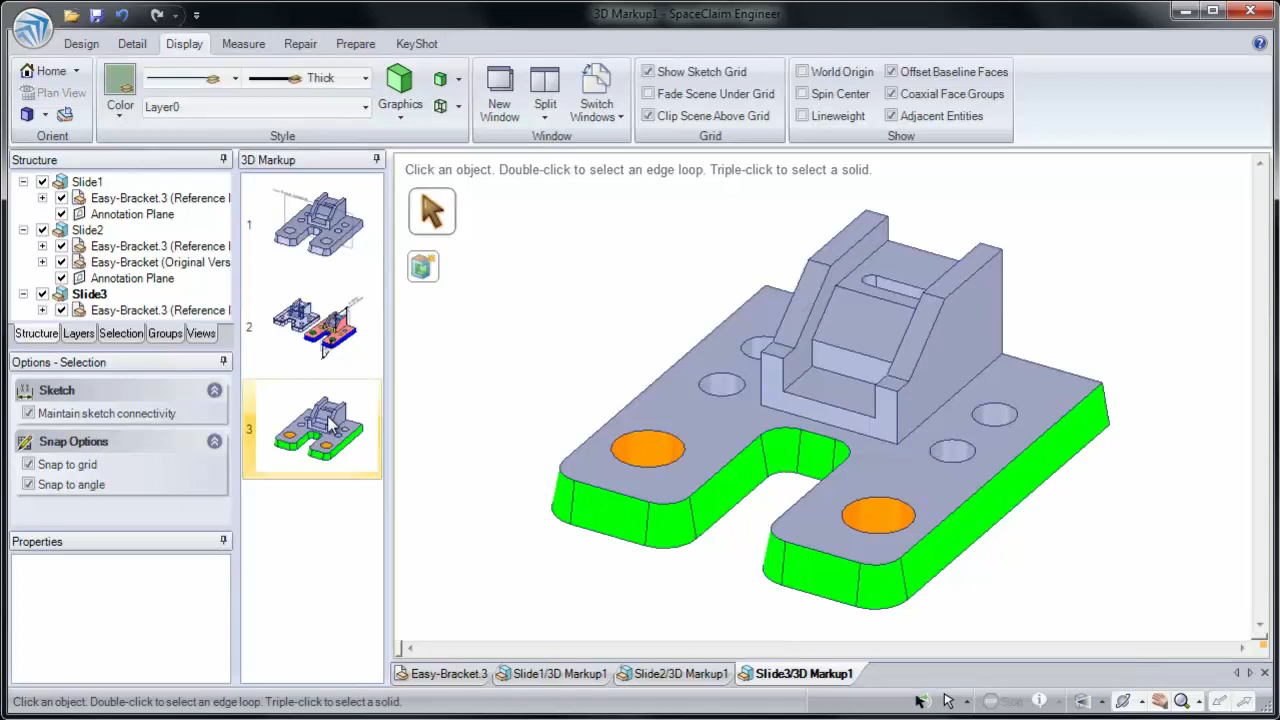 3D Markup1 - SpaceClaim Engineer
Design Detail Display Measure Repair Prepare KeyShot
Home
Plan View
Orient
Color
Thick
Layer0
Graphics
Style
New Window
Split
Switch Windows
Window
Show Sketch Grid
Fade Scene Under Grid
Clip Scene Above Grid
Grid
World Origin
Spin Center
Lineweight
Offset Baseline Faces
Coaxial Face Groups
Adjacent Entities
Show
Structure
Slide1
Easy-Bracket.3 (Reference I
Annotation Plane
Slide2
Easy-Bracket.3 (Reference I
Easy-Bracket (Original Vers
Annotation Plane
Slide3
Easy-Bracket.3 (Reference I
Structure Layers Selection Groups Views
Options - Selection
Sketch
Maintain sketch connectivity
Snap Options
Snap to grid
Snap to angle
Properties
3D Markup
1
2
3
Click an object. Double-click to select an edge loop. Triple-click to select a solid.
Easy-Bracket.3 Slide1/3D Markup1 Slide2/3D Markup1 Slide3/3D Markup1
Click an object. Double-click to select an edge loop. Triple-click to select a solid.
Stop